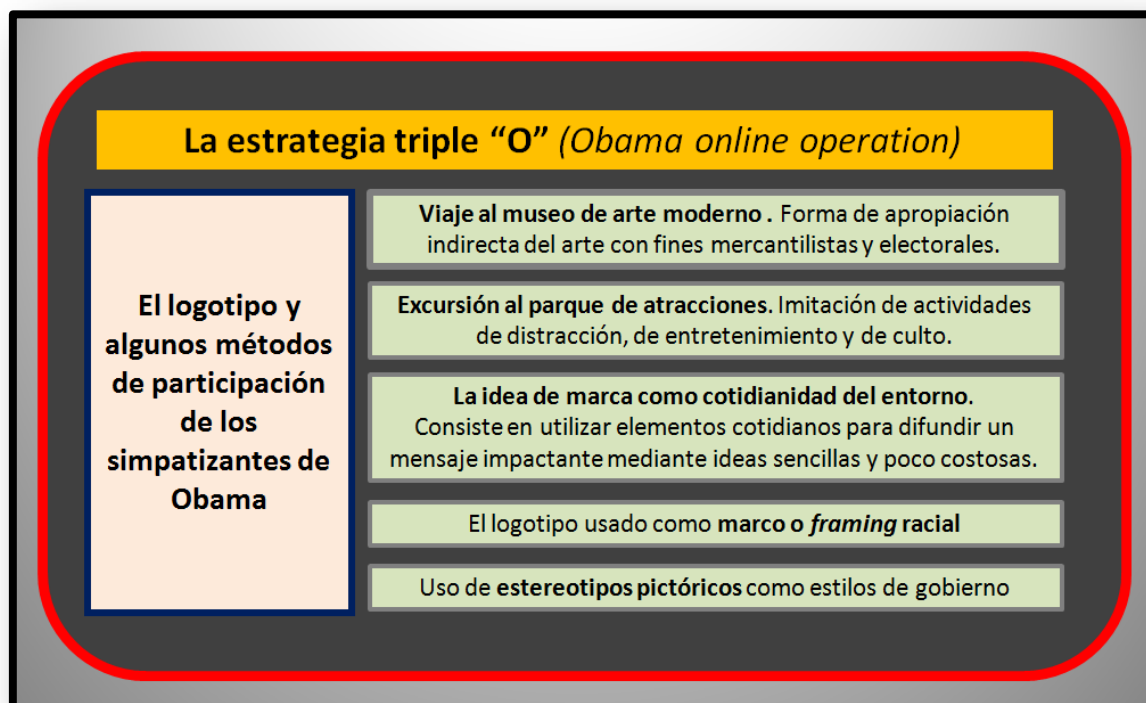 La estrategia triple “O” (Obama online operation)
El logotipo y
algunos métodos
de participación
de los
simpatizantes de
Obama
Viaje al museo de arte moderno . Forma de apropiación
indirecta del arte con fines mercantilistas y electorales.
Excursión al parque de atracciones. Imitación de actividades
de distracción, de entretenimiento y de culto.
La idea de marca como cotidianidad del entorno.
Consiste en utilizar elementos cotidianos para difundir un
mensaje impactante mediante ideas sencillas y poco costosas.
El logotipo usado como marco o framing racial
Uso de estereotipos pictóricos como estilos de gobierno